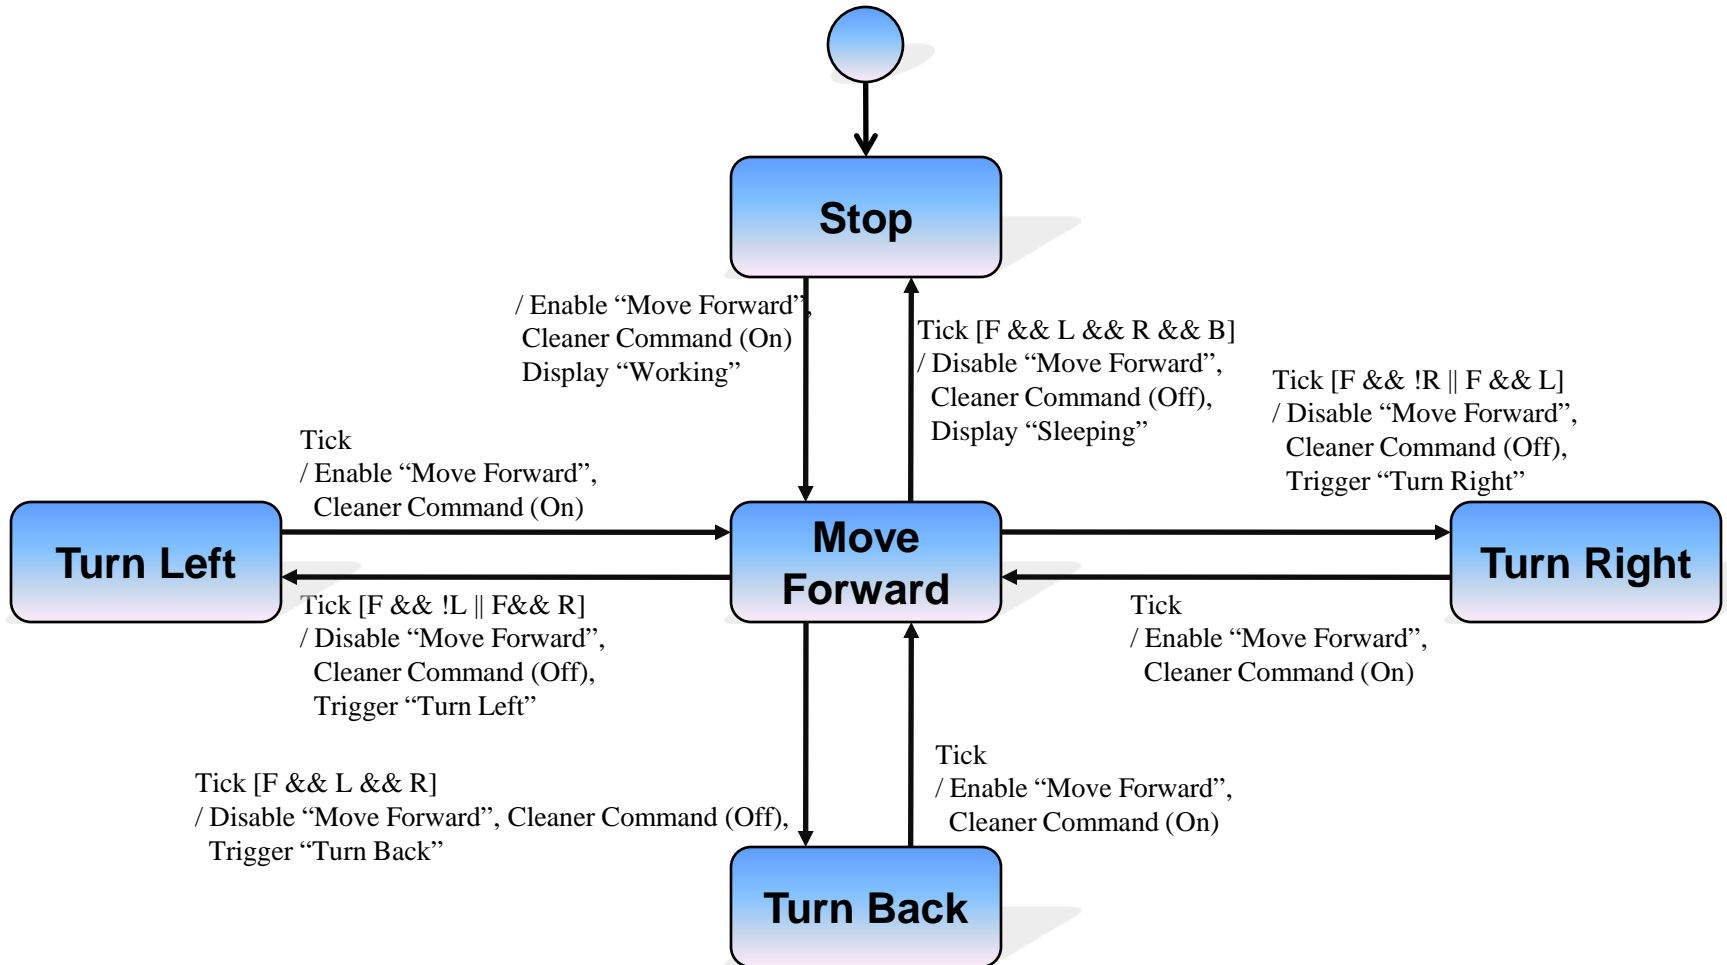 Stop
/ Enable “Move Forward”,
Cleaner Command (On)
Display “Working”
Tick [F && L && R && B]
/ Disable “Move Forward”,
Cleaner Command (Off),
Display “Sleeping”
Tick [F && !R || F && L]
/ Disable “Move Forward”,
Cleaner Command (Off),
Trigger “Turn Right”
Tick
/ Enable “Move Forward”,
Cleaner Command (On)
Turn Left
Move
Forward
Turn Right
Tick [F && !L || F&& R]
/ Disable “Move Forward”,
Cleaner Command (Off),
Trigger “Turn Left”
Tick
/ Enable “Move Forward”,
Cleaner Command (On)
Tick [F && L && R]
/ Disable “Move Forward”, Cleaner Command (Off),
Trigger “Turn Back”
Tick
/ Enable “Move Forward”,
Cleaner Command (On)
Turn Back